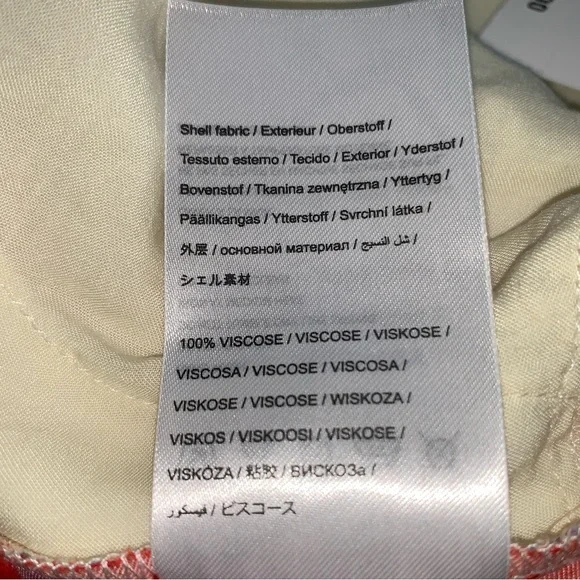 Shell fabric / Exterieur / Oberstoff /
Tessuto esterno / Tecido / Exterior / Yderstof /
Bovenstof / Tkanina zewnętrzna / Yttertyg /
Päällikangas / Ytterstoff / Svrchní látka /
外层 / основной материал / شل النسيج /
シェル素材
100% VISCOSE / VISCOSE / VISKOSE /
VISCOSA / VISCOSE / VISCOSA /
VISKOSE / VISCOSE / WISKOZA /
VISKOS / VISKOOSI / VISKOSE /
VISKÓZA / 粘胶 / ВИСКОЗа /
فيسكور / ビスコース